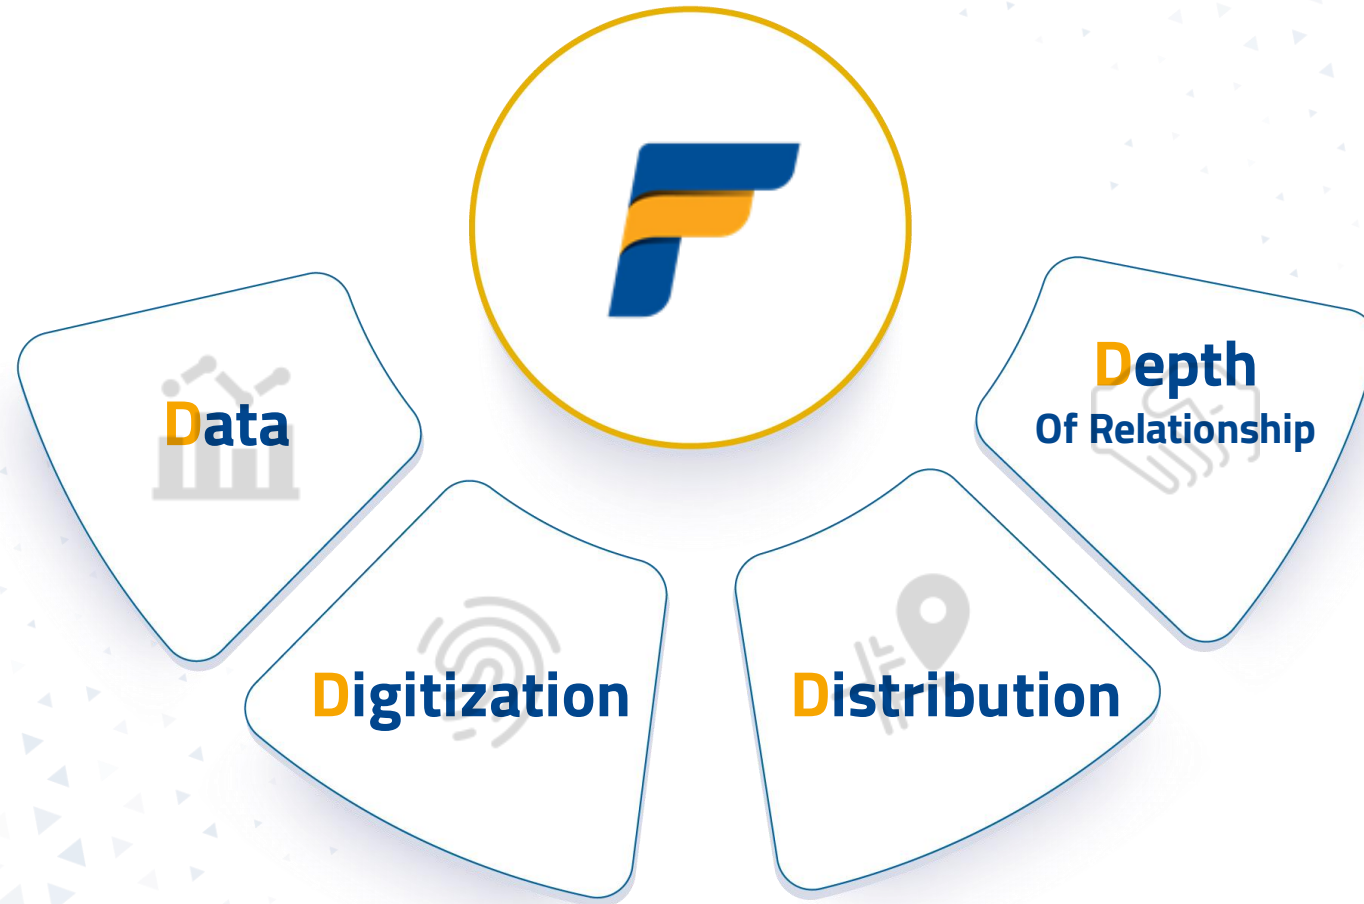 F
Data
Digitization
Distribution
Depth
Of Relationship